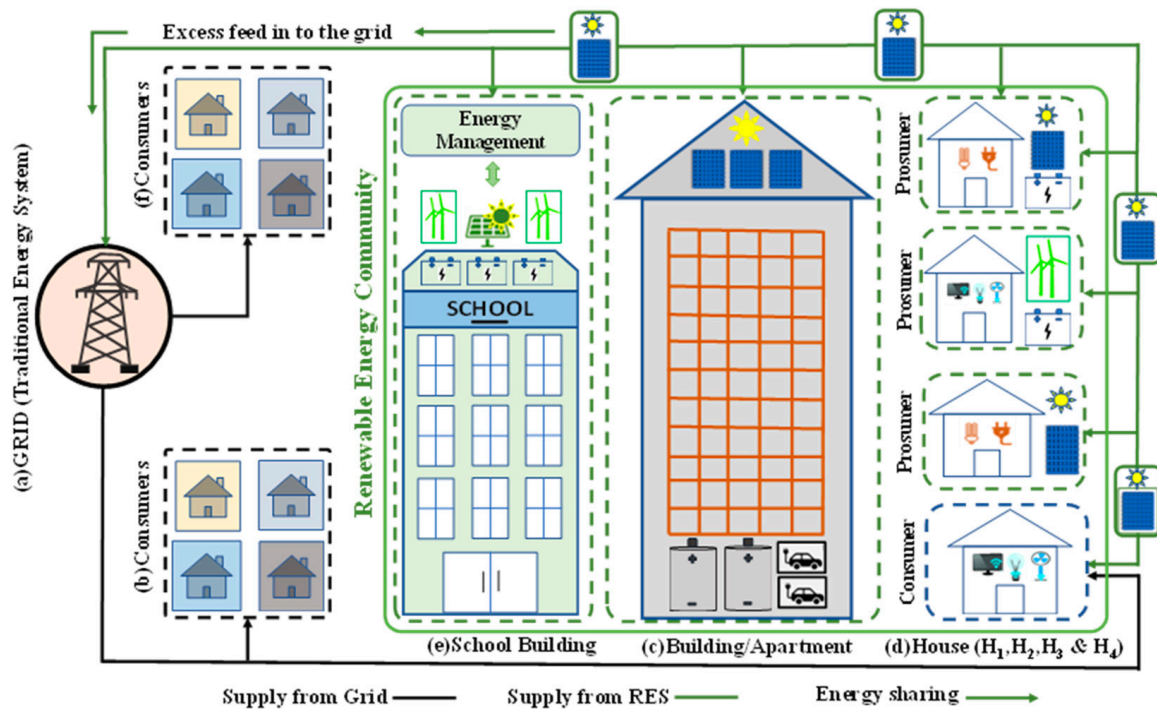 Excess feed in to the grid
(a)GRID (Traditional Energy System)
(f)Consumers
(b)Consumers
Renewable Energy Community
Energy
Management
SCHOOL
Prosumer
Prosumer
Prosumer
Consumer
(e)School Building
(c)Building/Apartment
(d)House (H₁,H₂,H₃ & H₄)
Supply from Grid
Supply from RES
Energy sharing